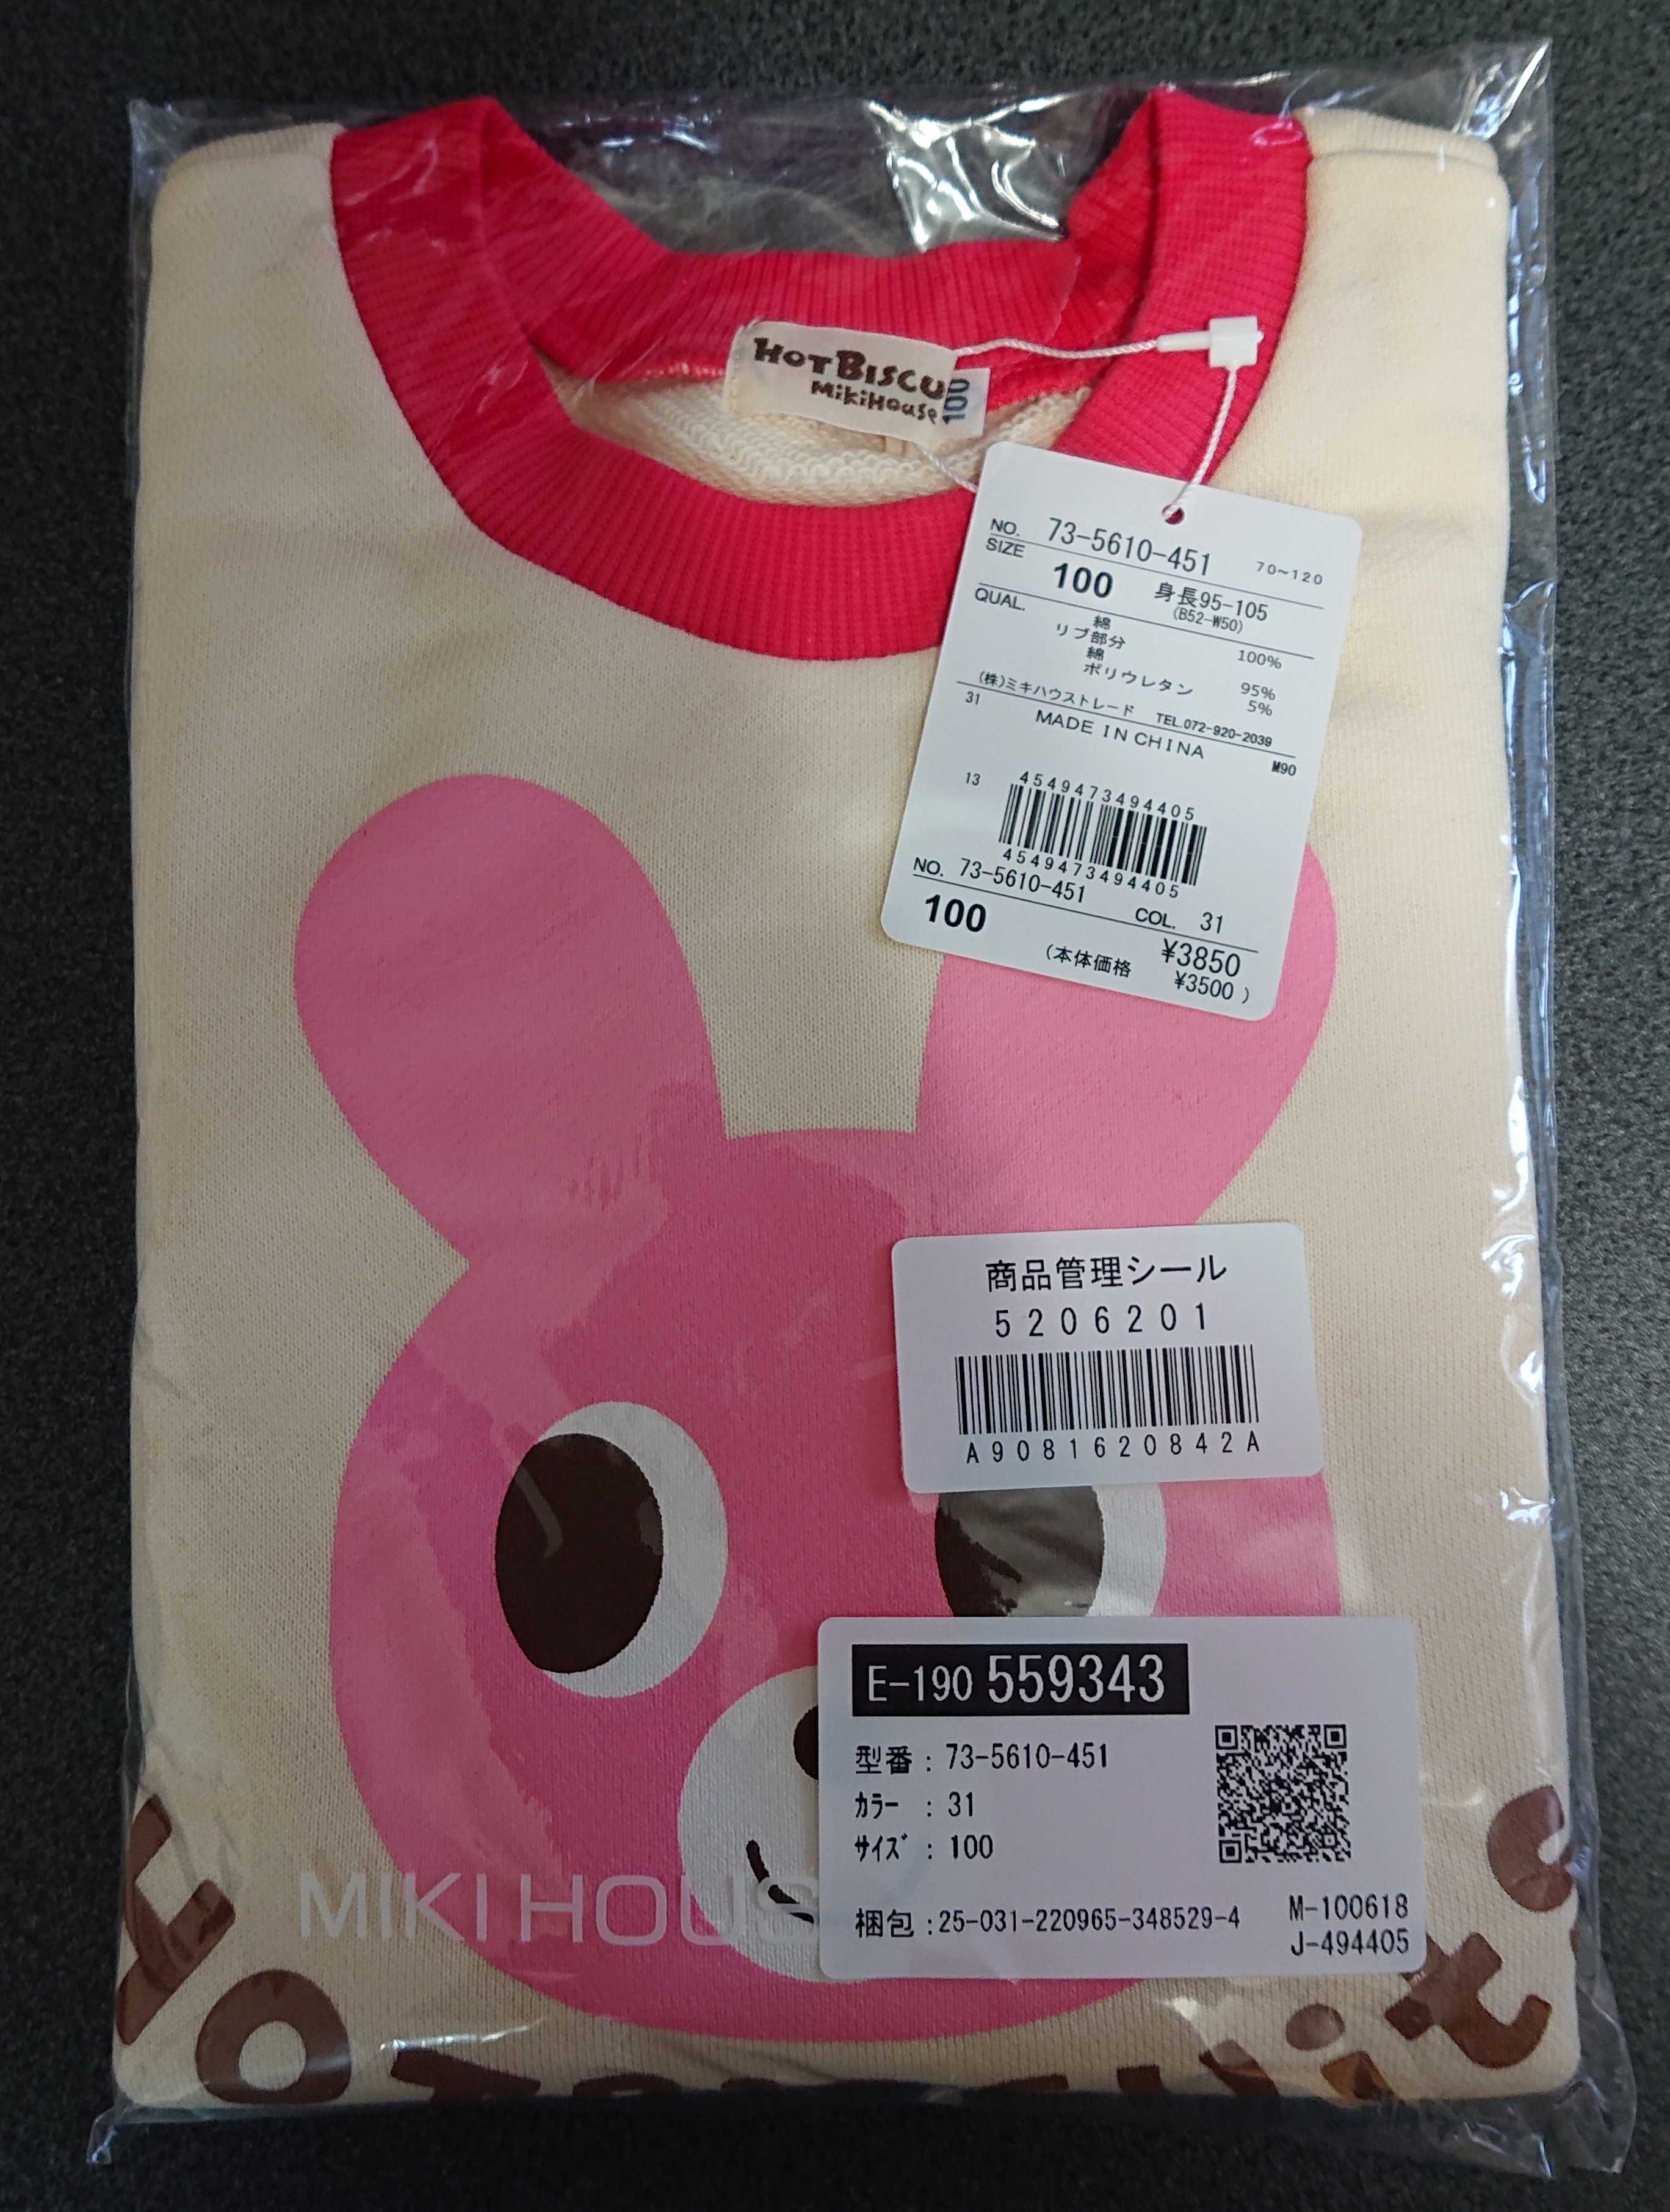 HOT BISCU
MIKIHOUSE
100
NO. 73-5610-451 70~120
SIZE 100 身長95-105
(B52-W50)
QUAL.
綿 100%
リブ部分
綿 95%
ポリウレタン 5%
(株)ミキハウストレード TEL.072-920-2039
31 MADE IN CHINA M90
13 4549473494405
4549473494405
NO. 73-5610-451
100 COL. 31
¥3850
(本体価格 ¥3500)
商品管理シール
5206201
A9081620842A
E-190 559343
型番:73-5610-451
カラー:31
サイズ:100
梱包:25-031-220965-348529-4
M-100618
J-494405
MIKI HOUS